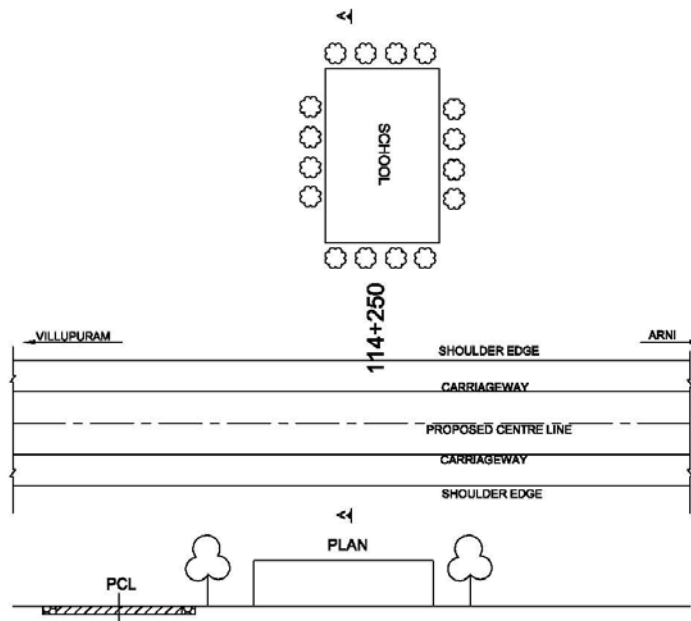 A
SCHOOL
114+250
VILLUPURAM
ARNI
SHOULDER EDGE
CARRIAGEWAY
PROPOSED CENTRE LINE
CARRIAGEWAY
SHOULDER EDGE
A
PLAN
PCL